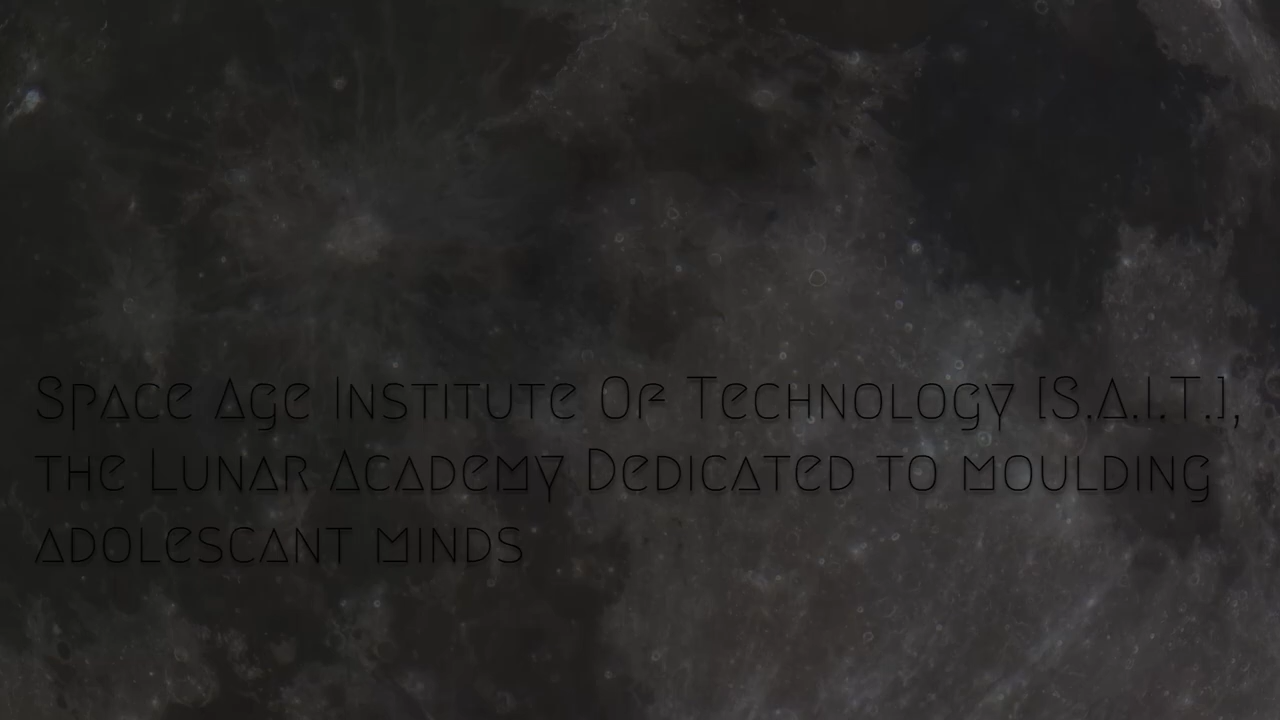 Space Age Institute Of Technology [S.A.I.T.],
the Lunar Academy Dedicated to moulding
adolescant minds